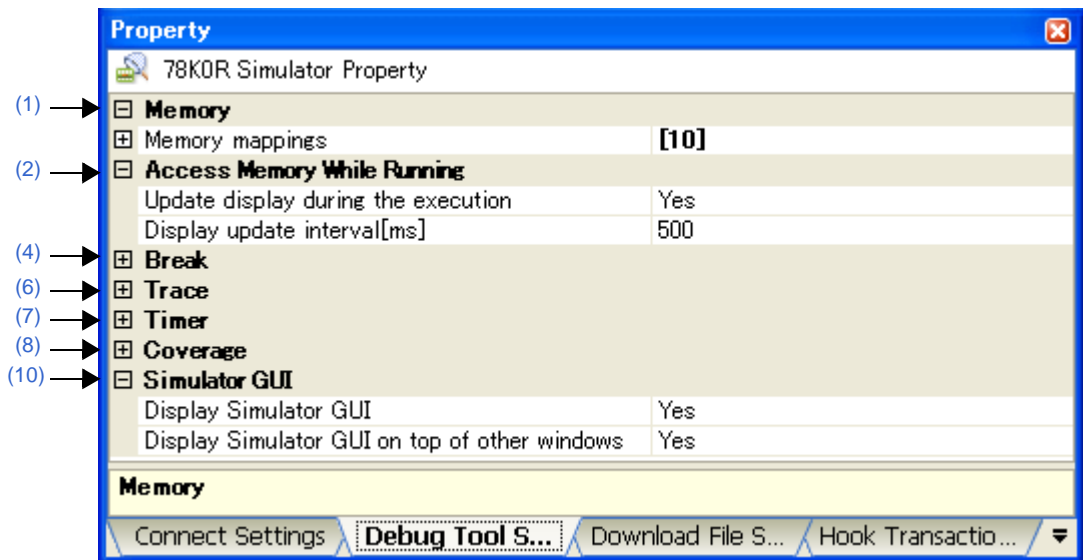 Property
78K0R Simulator Property
(1) Memory
Memory mappings [10]
(2) Access Memory While Running
Update display during the execution Yes
Display update interval[ms] 500
(4) Break
(6) Trace
(7) Timer
(8) Coverage
(10) Simulator GUI
Display Simulator GUI Yes
Display Simulator GUI on top of other windows Yes
Memory
Connect Settings Debug Tool S... Download File S... Hook Transactio...